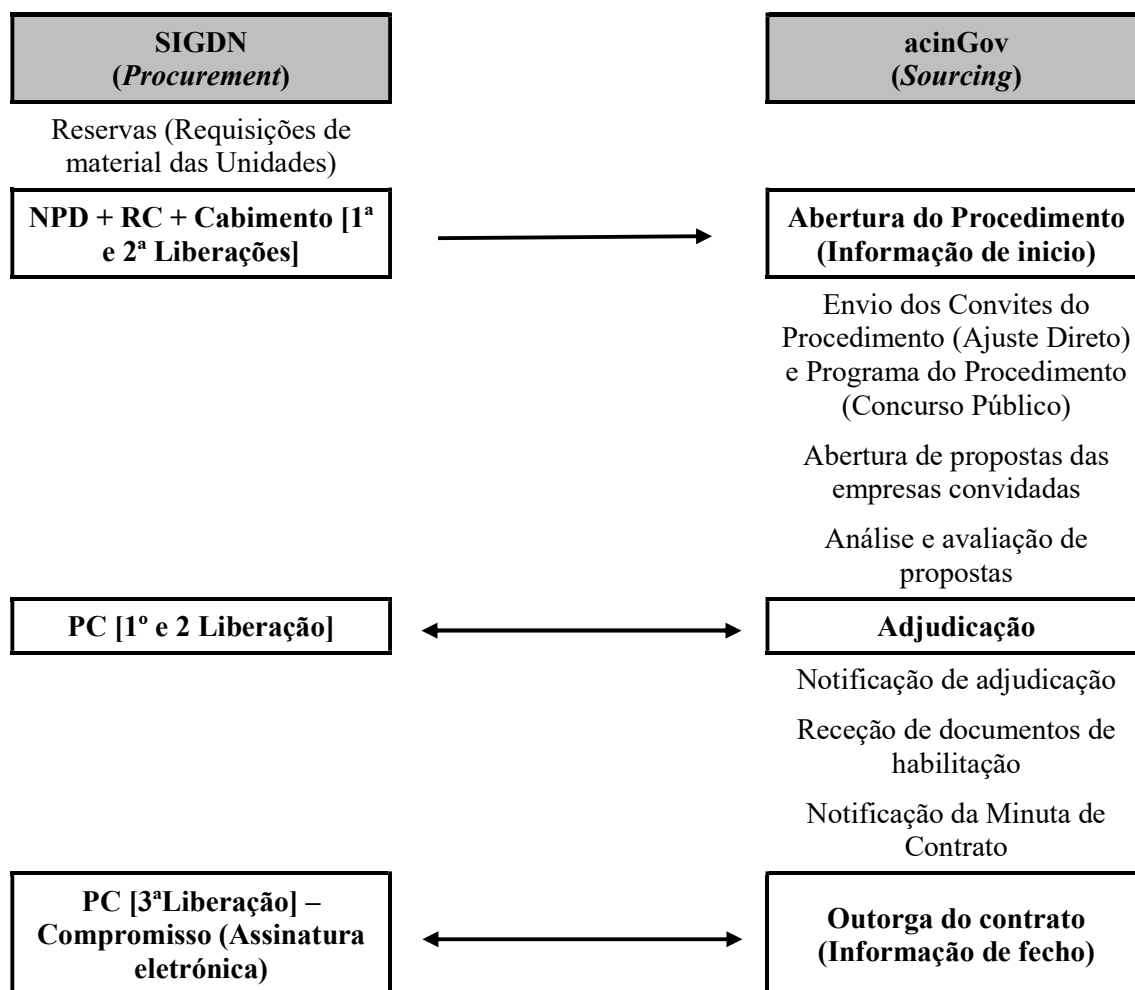 SIGDN
(Procurement)
acinGov
(Sourcing)
Reservas (Requisições de
material das Unidades)
NPD + RC + Cabimento [1ª
e 2ª Liberações]
Abertura do Procedimento
(Informação de inicio)
Envio dos Convites do
Procedimento (Ajuste Direto)
e Programa do Procedimento
(Concurso Público)
Abertura de propostas das
empresas convidadas
Análise e avaliação de
propostas
PC [1º e 2 Liberação]
Adjudicação
Notificação de adjudicação
Receção de documentos de
habilitação
Notificação da Minuta de
Contrato
PC [3ªLiberação] –
Compromisso (Assinatura
eletrónica)
Outorga do contrato
(Informação de fecho)